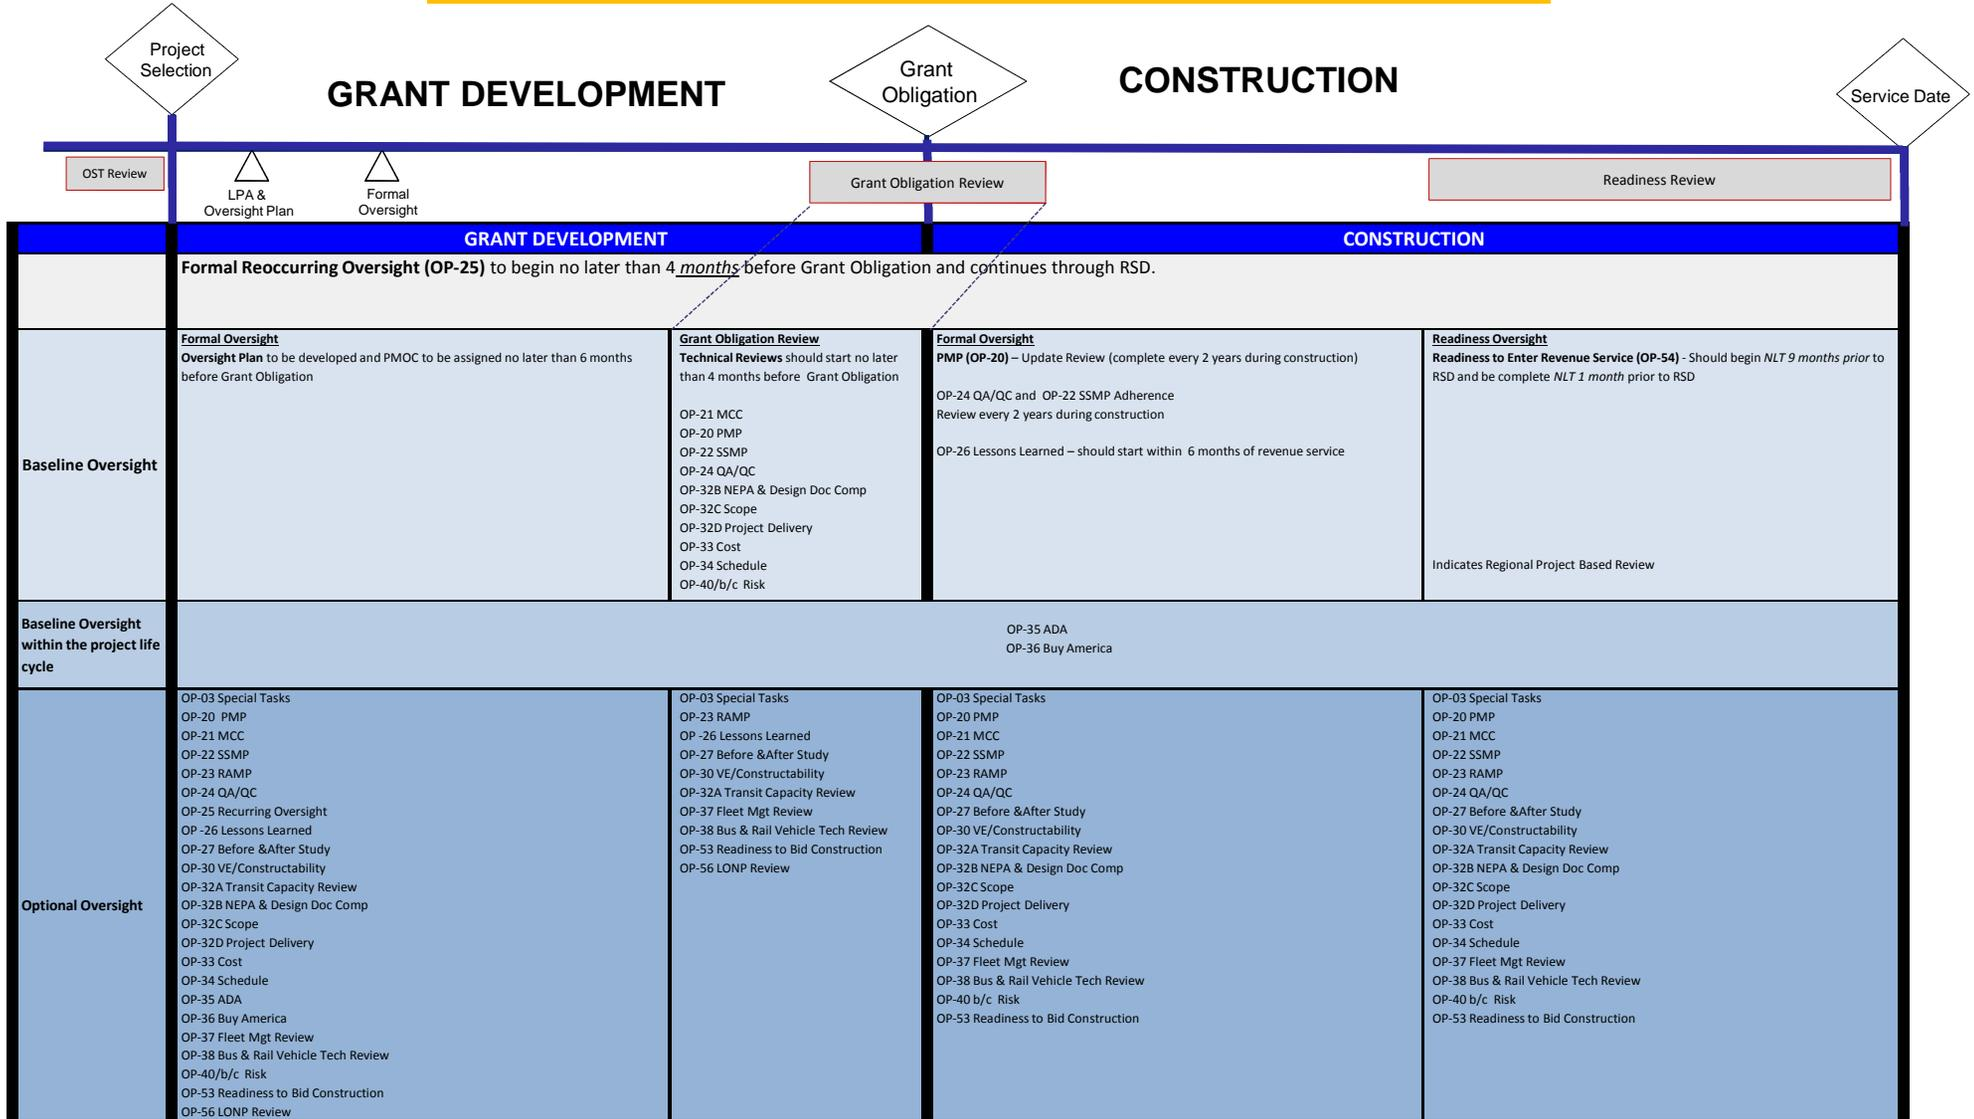 Project
Selection
GRANT DEVELOPMENT
Grant
Obligation
CONSTRUCTION
Service Date
OST Review
LPA &
Oversight Plan
Formal
Oversight
Grant Obligation Review
Readiness Review
GRANT DEVELOPMENT
CONSTRUCTION
Formal Reoccurring Oversight (OP-25) to begin no later than 4 months before Grant Obligation and continues through RSD.
Baseline Oversight
Formal Oversight
Oversight Plan to be developed and PMOC to be assigned no later than 6 months
before Grant Obligation
Grant Obligation Review
Technical Reviews should start no later
than 4 months before Grant Obligation
OP-21 MCC
OP-20 PMP
OP-22 SSMP
OP-24 QA/QC
OP-32B NEPA & Design Doc Comp
OP-32C Scope
OP-32D Project Delivery
OP-33 Cost
OP-34 Schedule
OP-40/b/c Risk
Formal Oversight
PMP (OP-20) – Update Review (complete every 2 years during construction)
OP-24 QA/QC and OP-22 SSMP Adherence
Review every 2 years during construction
OP-26 Lessons Learned – should start within 6 months of revenue service
Readiness Oversight
Readiness to Enter Revenue Service (OP-54) - Should begin NLT 9 months prior to
RSD and be complete NLT 1 month prior to RSD
Indicates Regional Project Based Review
Baseline Oversight
within the project life
cycle
OP-35 ADA
OP-36 Buy America
Optional Oversight
OP-03 Special Tasks
OP-20 PMP
OP-21 MCC
OP-22 SSMP
OP-23 RAMP
OP-24 QA/QC
OP-25 Recurring Oversight
OP -26 Lessons Learned
OP-27 Before &After Study
OP-30 VE/Constructability
OP-32A Transit Capacity Review
OP-32B NEPA & Design Doc Comp
OP-32C Scope
OP-32D Project Delivery
OP-33 Cost
OP-34 Schedule
OP-35 ADA
OP-36 Buy America
OP-37 Fleet Mgt Review
OP-38 Bus & Rail Vehicle Tech Review
OP-40/b/c Risk
OP-53 Readiness to Bid Construction
OP-56 LONP Review
OP-03 Special Tasks
OP-23 RAMP
OP -26 Lessons Learned
OP-27 Before &After Study
OP-30 VE/Constructability
OP-32A Transit Capacity Review
OP-37 Fleet Mgt Review
OP-38 Bus & Rail Vehicle Tech Review
OP-53 Readiness to Bid Construction
OP-56 LONP Review
OP-03 Special Tasks
OP-20 PMP
OP-21 MCC
OP-22 SSMP
OP-23 RAMP
OP-24 QA/QC
OP-27 Before &After Study
OP-30 VE/Constructability
OP-32A Transit Capacity Review
OP-32B NEPA & Design Doc Comp
OP-32C Scope
OP-32D Project Delivery
OP-33 Cost
OP-34 Schedule
OP-37 Fleet Mgt Review
OP-38 Bus & Rail Vehicle Tech Review
OP-40 b/c Risk
OP-53 Readiness to Bid Construction
OP-03 Special Tasks
OP-20 PMP
OP-21 MCC
OP-22 SSMP
OP-23 RAMP
OP-24 QA/QC
OP-27 Before &After Study
OP-30 VE/Constructability
OP-32A Transit Capacity Review
OP-32B NEPA & Design Doc Comp
OP-32C Scope
OP-32D Project Delivery
OP-33 Cost
OP-34 Schedule
OP-37 Fleet Mgt Review
OP-38 Bus & Rail Vehicle Tech Review
OP-40 b/c Risk
OP-53 Readiness to Bid Construction